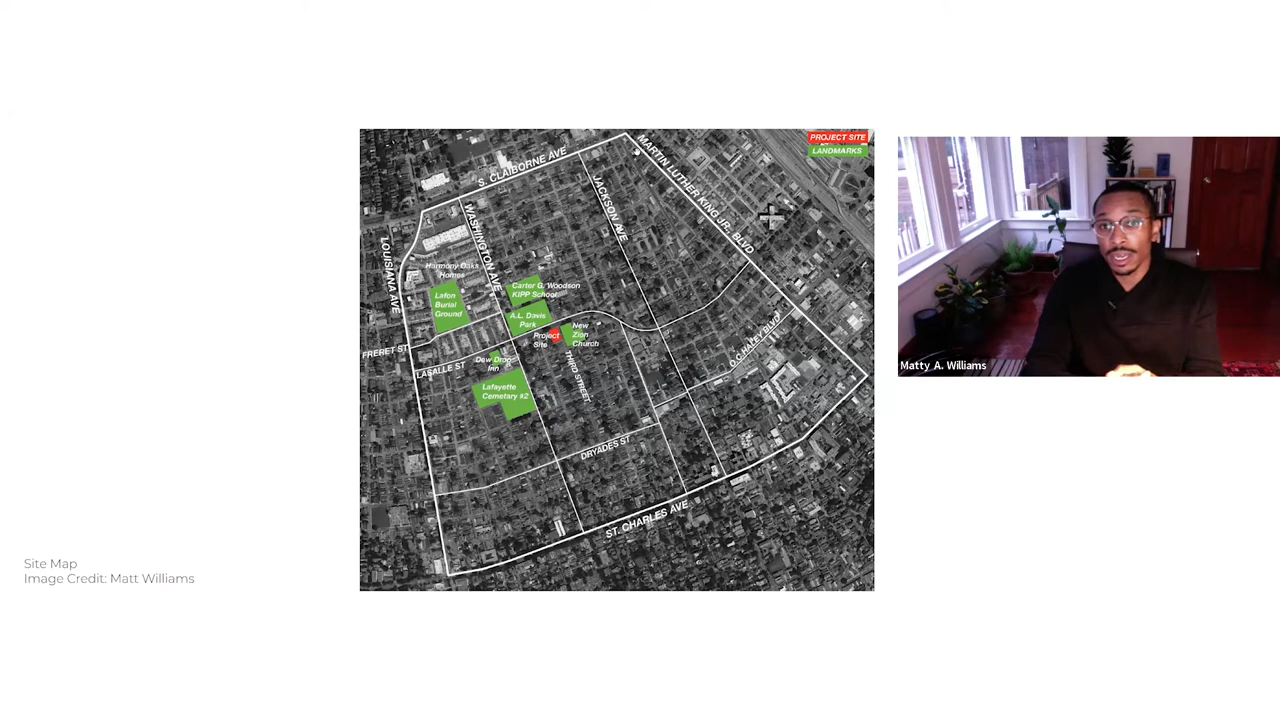 PROJECT SITE
LANDMARKS
S. CLAIBORNE AVE
MARTIN LUTHER KING JR., BLVD
JACKSON AVE
WASHINGTON AVE
LOUISIANA AVE
Harmony Oaks
Homes
Carter G. Woodson
KIPP School
Lafon
Burial
Ground
A.L. Davis
Park
Project
Site
New
Zion
Church
FRERET ST
LASALLE ST
Dew Drop
Inn
THIRD STREET
O.C. HALEY BLVD
Lafayette
Cemetary #2
DRYADES ST
ST. CHARLES AVE
Matty A. Williams
Site Map
Image Credit: Matt Williams